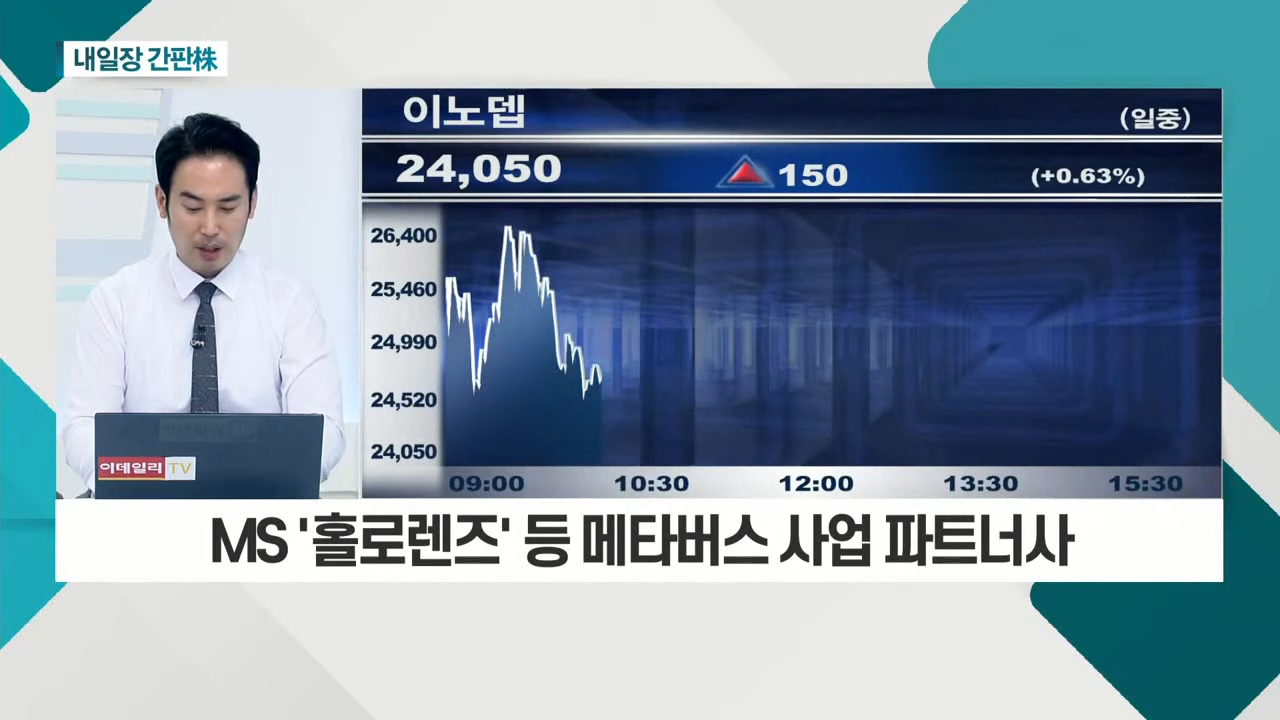 내일장 간판株
이노뎁
(일중)
24,050
150
(+0.63%)
26,400
25,460
24,990
24,520
24,050
09:00 10:30 12:00 13:30 15:30
이데일리TV
MS '홀로렌즈' 등 메타버스 사업 파트너사